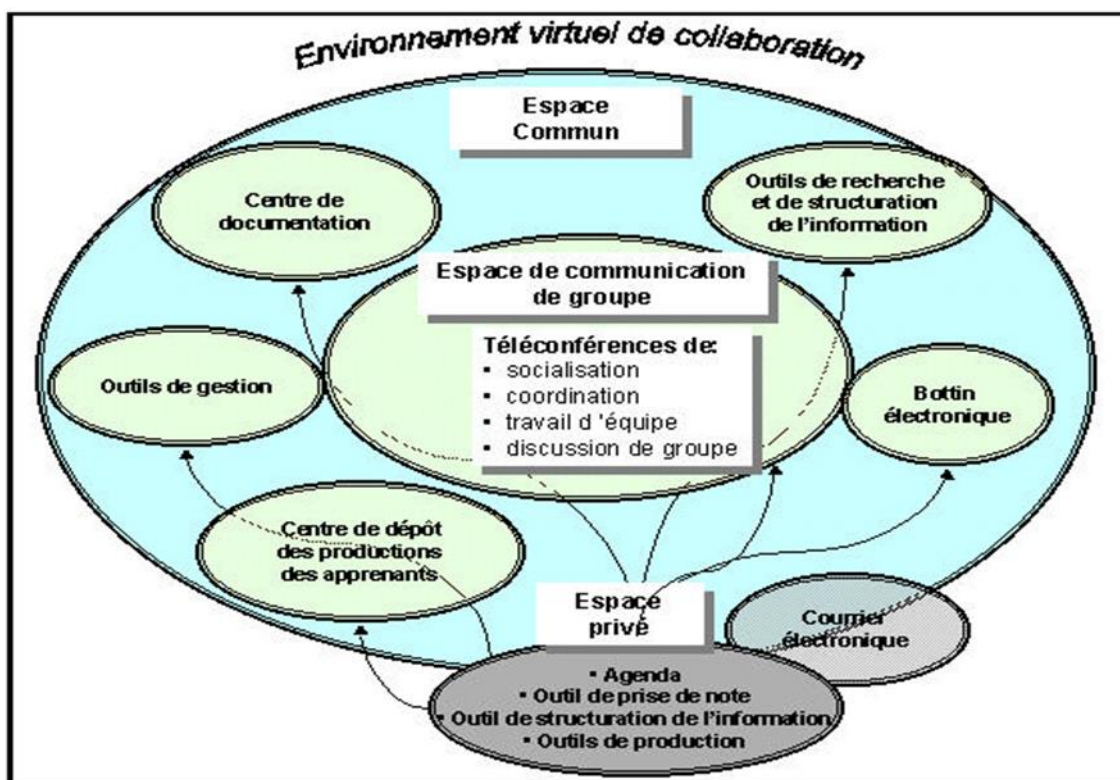 Environnement virtuel de collaboration
Espace
Commun
Centre de
documentation
Outils de recherche
et de structuration
de l'information
Espace de communication
de groupe
Téléconférences de:
▪ socialisation
▪ coordination
▪ travail d 'équipe
▪ discussion de groupe
Outils de gestion
Bottin
électronique
Centre de dépôt
des productions
des apprenants
Espace
privé
Courrier
électronique
▪ Agenda
▪ Outil de prise de note
▪ Outil de structuration de l'information
▪ Outils de production